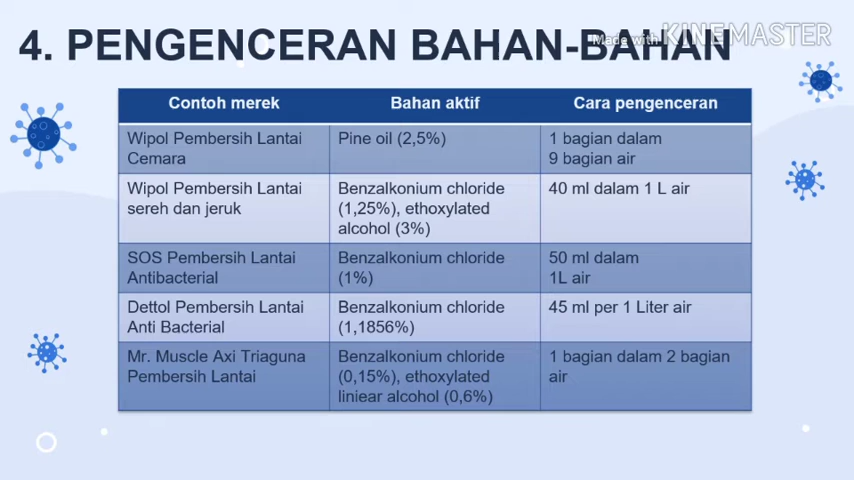 4. PENGENCERAN BAHAN-BAHAN
Made with KINEMASTER
Contoh merek Bahan aktif Cara pengenceran
Wipol Pembersih Lantai Cemara Pine oil (2,5%) 1 bagian dalam 9 bagian air
Wipol Pembersih Lantai sereh dan jeruk Benzalkonium chloride (1,25%), ethoxylated alcohol (3%) 40 ml dalam 1 L air
SOS Pembersih Lantai Antibacterial Benzalkonium chloride (1%) 50 ml dalam 1L air
Dettol Pembersih Lantai Anti Bacterial Benzalkonium chloride (1,1856%) 45 ml per 1 Liter air
Mr. Muscle Axi Triaguna Pembersih Lantai Benzalkonium chloride (0,15%), ethoxylated liniear alcohol (0,6%) 1 bagian dalam 2 bagian air